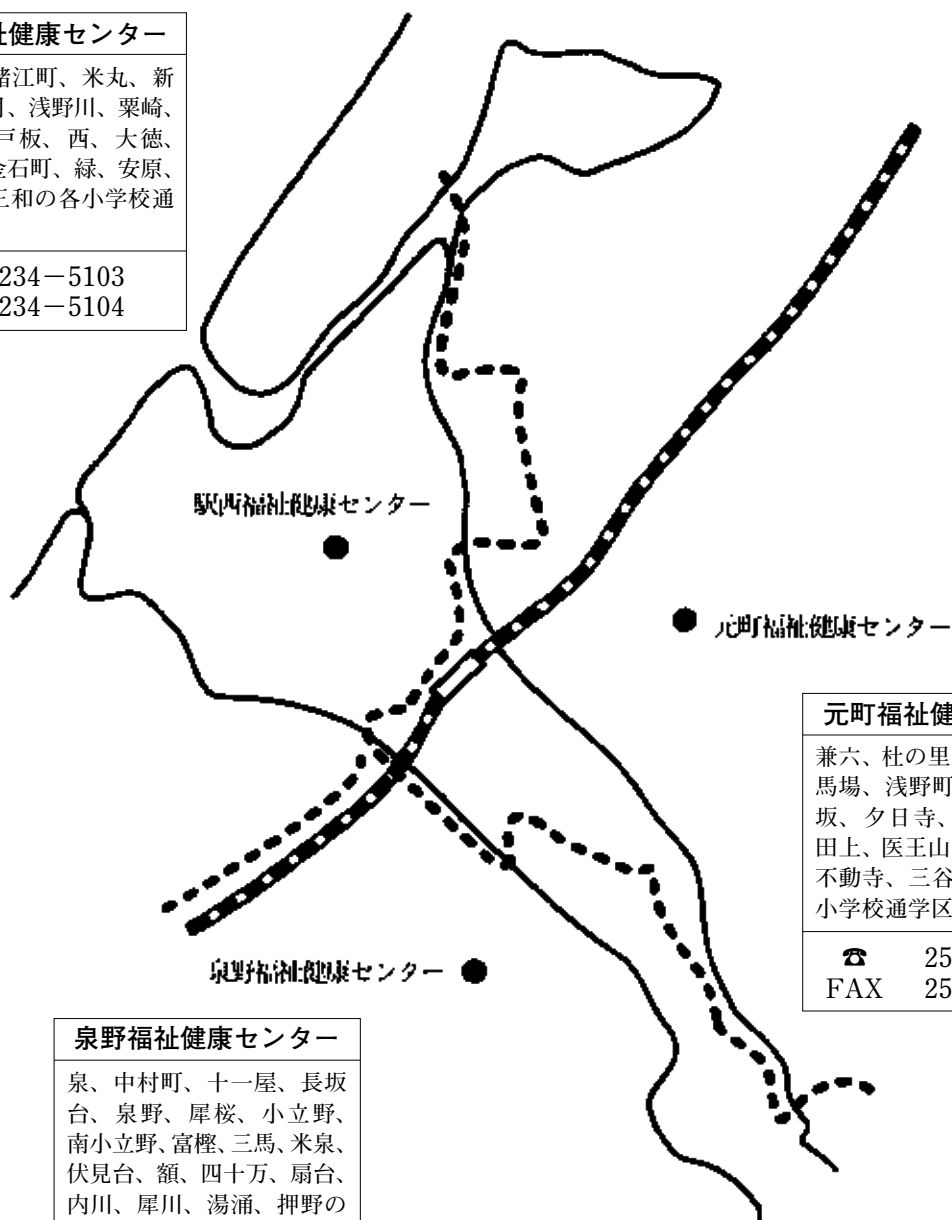 祉健康センター
諸江町、米丸、新
、浅野川、粟崎、
戸板、西、大徳、
金石町、緑、安原、
三和の各小学校通
234－5103
234－5104
駅西福祉健康センター
元町福祉健康センター
元町福祉健
兼六、杜の里
馬場、浅野町
坂、夕日寺、
田上、医王山
不動寺、三谷
小学校通学区
☎ 25
FAX 25
泉野福祉健康センター
泉野福祉健康センター
泉、中村町、十一屋、長坂
台、泉野、犀桜、小立野、
南小立野、富樫、三馬、米泉、
伏見台、額、四十万、扇台、
内川、犀川、湯涌、押野の